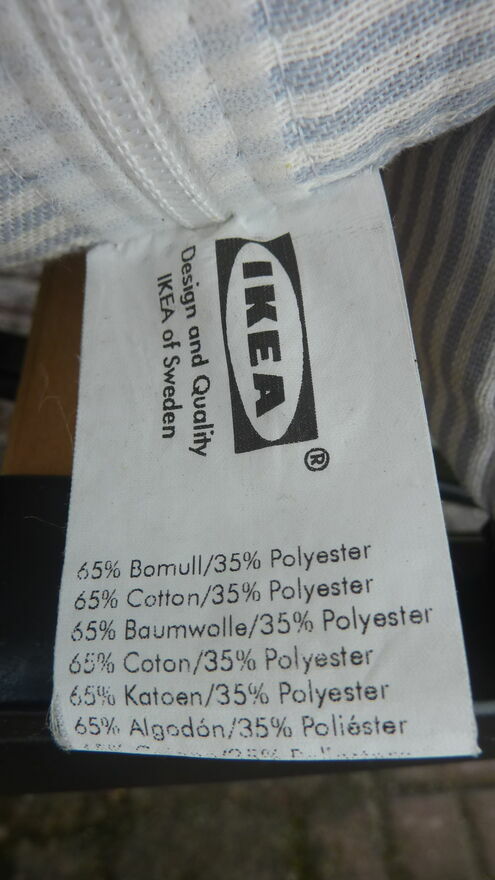 IKEA
®
Design and Quality
IKEA of Sweden
65% Bomull/35% Polyester
65% Cotton/35% Polyester
65% Baumwolle/35% Polyester
65% Coton/35% Polyester
65% Katoen/35% Polyester
65% Algodón/35% Poliéster